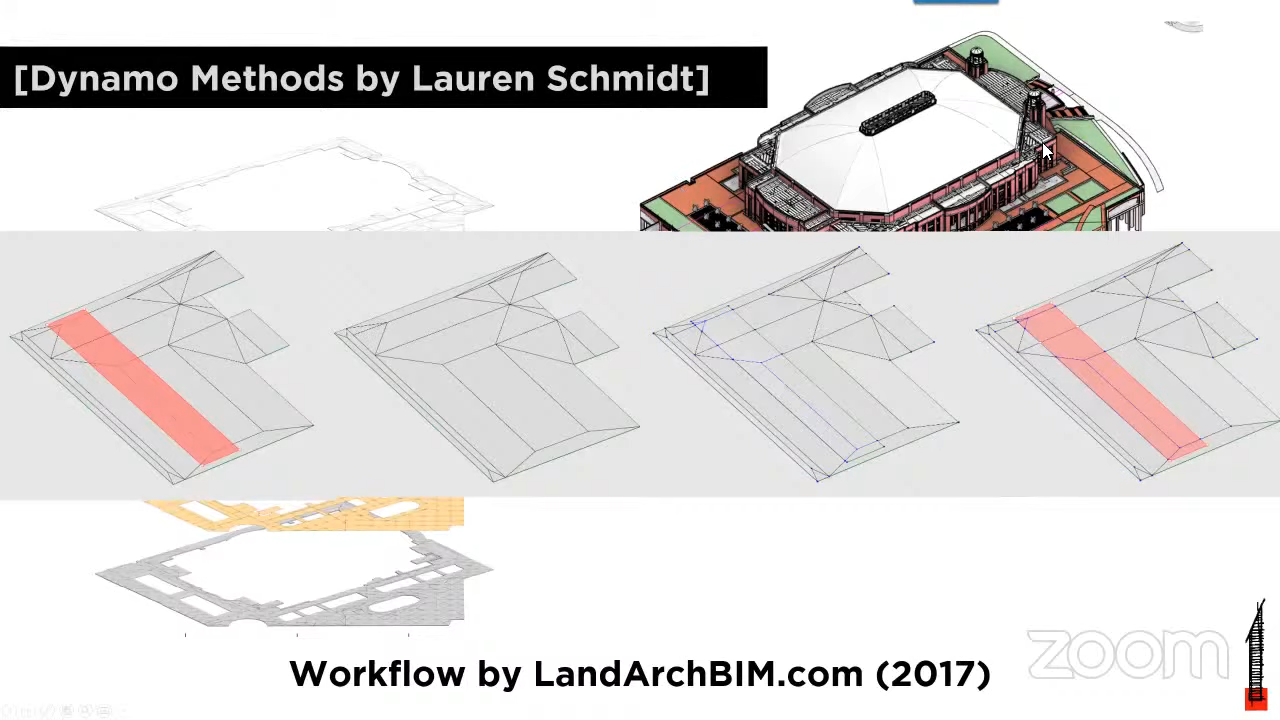 [Dynamo Methods by Lauren Schmidt]
Workflow by LandArchBIM.com (2017)
zoom